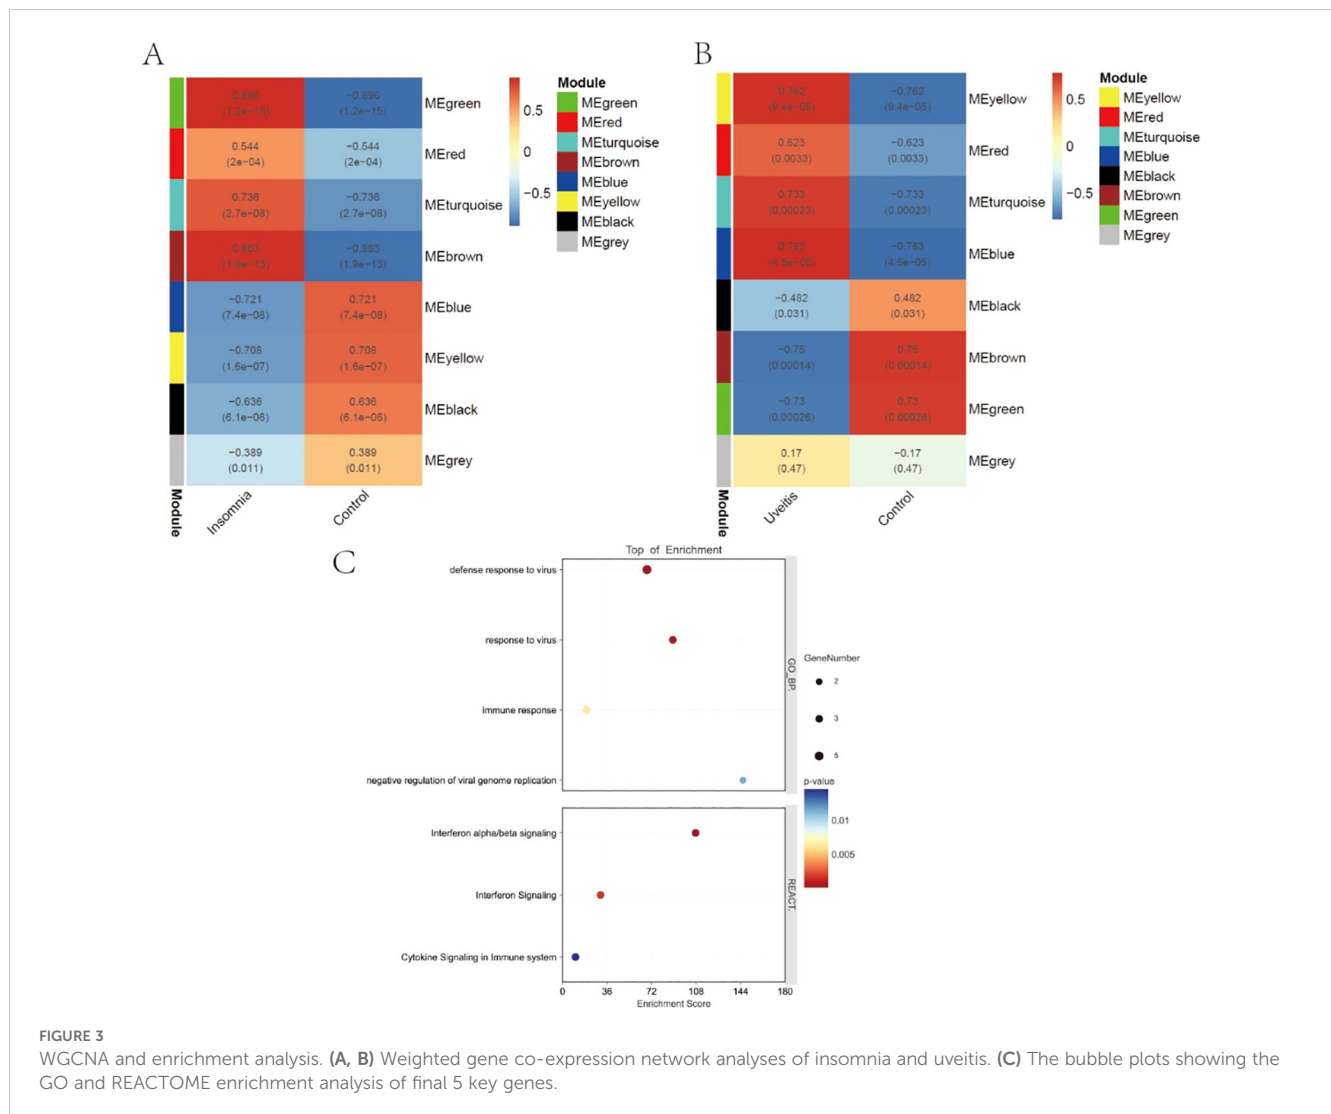 A
0.896 −0.896 MEgreen
(1.2e−15) (1.2e−15)
0.544 −0.544 MEred
(2e−04) (2e−04)
0.736 −0.736 MEturquoise
(2.7e−08) (2.7e−08)
0.863 −0.863 MEbrown
(1.9e−13) (1.9e−13)
−0.721 0.721 MEblue
(7.4e−08) (7.4e−08)
−0.708 0.708 MEyellow
(1.6e−07) (1.6e−07)
−0.636 0.636 MEblack
(6.1e−06) (6.1e−06)
−0.389 0.389 MEgrey
(0.011) (0.011)
Module Insomnia Control
0.5
0
−0.5
Module
MEgreen
MEred
MEturquoise
MEbrown
MEblue
MEyellow
MEblack
MEgrey
B
0.762 −0.762 MEyellow
(9.4e−05) (9.4e−05)
0.623 −0.623 MEred
(0.0033) (0.0033)
0.733 −0.733 MEturquoise
(0.00023) (0.00023)
0.783 −0.783 MEblue
(4.5e−05) (4.5e−05)
−0.482 0.482 MEblack
(0.031) (0.031)
−0.75 0.75 MEbrown
(0.00014) (0.00014)
−0.73 0.73 MEgreen
(0.00026) (0.00026)
0.17 −0.17 MEgrey
(0.47) (0.47)
Module Uveitis Control
0.5
0
−0.5
Module
MEyellow
MEred
MEturquoise
MEblue
MEblack
MEbrown
MEgreen
MEgrey
C
Top of Enrichment
defense response to virus
response to virus
immune response
negative regulation of viral genome replication
GO_BP.
Interferon alpha/beta signaling
Interferon Signaling
Cytokine Signaling in Immune system
REACT.
0 36 72 108 144 180
Enrichment Score
GeneNumber
2
3
5
p-value
0.01
0.005
FIGURE 3
WGCNA and enrichment analysis. (A, B) Weighted gene co-expression network analyses of insomnia and uveitis. (C) The bubble plots showing the
GO and REACTOME enrichment analysis of final 5 key genes.